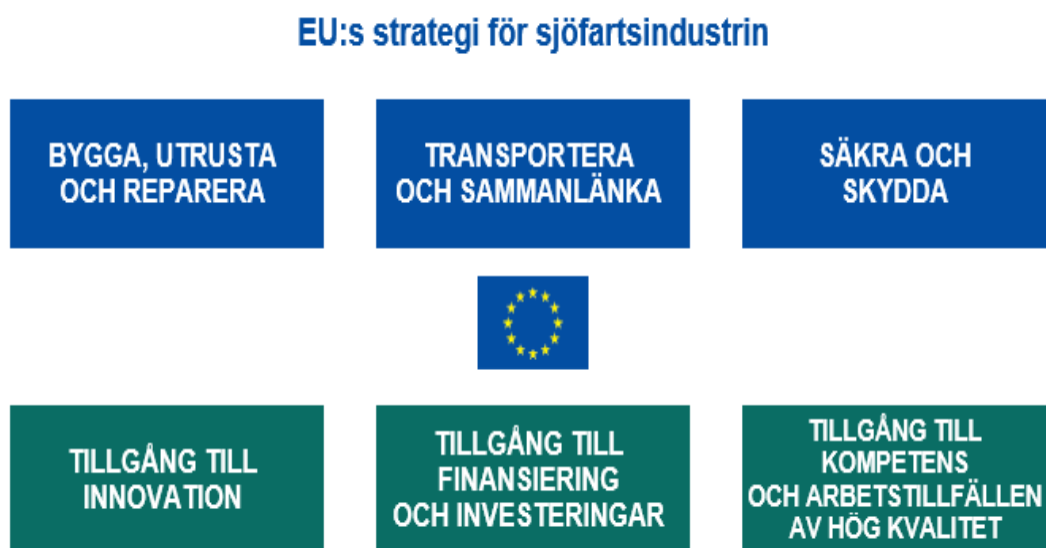 EU:s strategi för sjöfartsindustrin
BYGGA, UTRUSTA
OCH REPARERA
TRANSPORTERA
OCH SAMMANLÄNKA
SÄKRA OCH
SKYDDA
TILLGÅNG TILL
INNOVATION
TILLGÅNG TILL
FINANSIERING
OCH INVESTERINGAR
TILLGÅNG TILL
KOMPETENS
OCH ARBETSTILLFÄLLEN
AV HÖG KVALITET